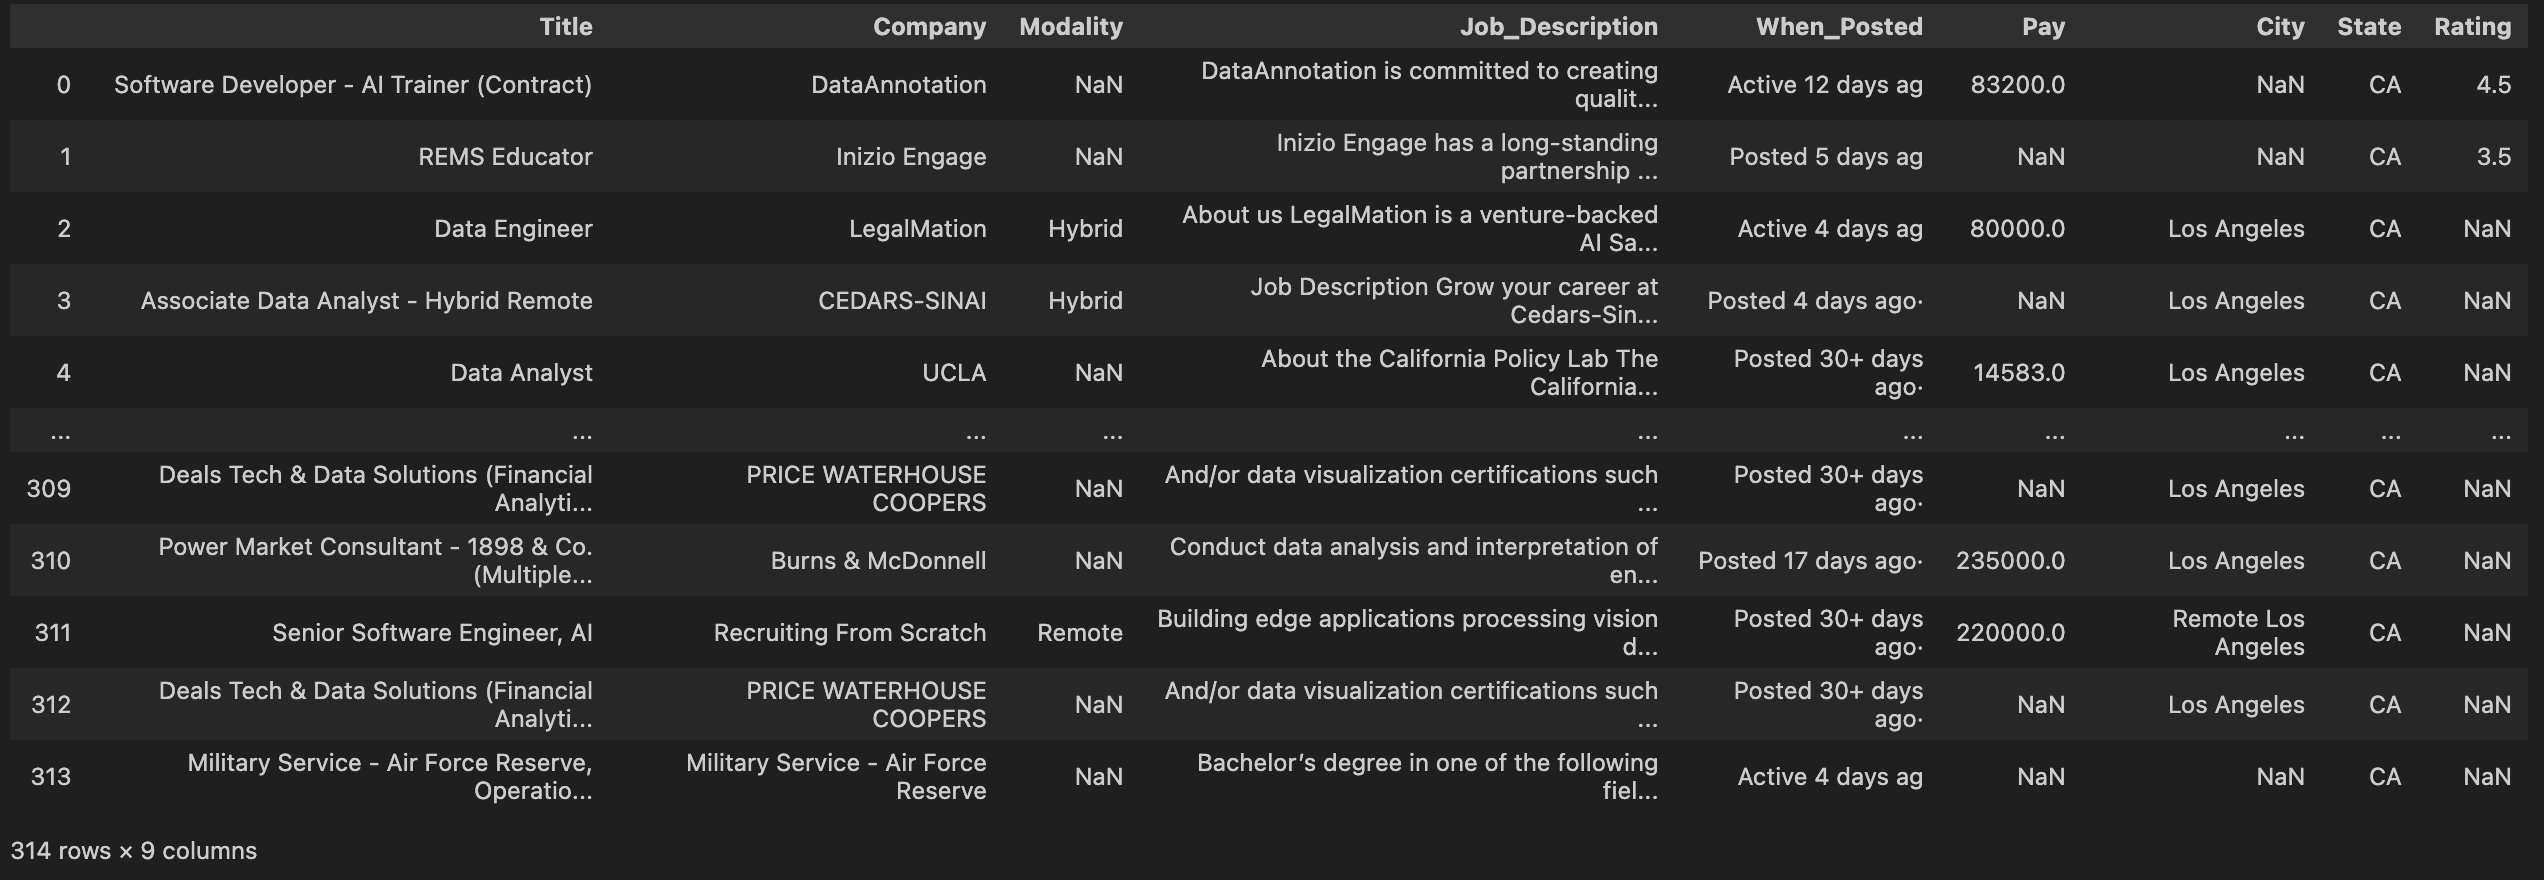 Title Company Modality Job_Description When_Posted Pay City State Rating
0 Software Developer - AI Trainer (Contract) DataAnnotation NaN DataAnnotation is committed to creating qualit... Active 12 days ag 83200.0 NaN CA 4.5
1 REMS Educator Inizio Engage NaN Inizio Engage has a long-standing partnership ... Posted 5 days ag NaN NaN CA 3.5
2 Data Engineer LegalMation Hybrid About us LegalMation is a venture-backed AI Sa... Active 4 days ag 80000.0 Los Angeles CA NaN
3 Associate Data Analyst - Hybrid Remote CEDARS-SINAI Hybrid Job Description Grow your career at Cedars-Sin... Posted 4 days ago· NaN Los Angeles CA NaN
4 Data Analyst UCLA NaN About the California Policy Lab The California... Posted 30+ days ago· 14583.0 Los Angeles CA NaN
... ... ... ... ... ... ... ... ... ...
309 Deals Tech & Data Solutions (Financial Analyti... PRICE WATERHOUSE COOPERS NaN And/or data visualization certifications such ... Posted 30+ days ago· NaN Los Angeles CA NaN
310 Power Market Consultant - 1898 & Co. (Multiple... Burns & McDonnell NaN Conduct data analysis and interpretation of en... Posted 17 days ago· 235000.0 Los Angeles CA NaN
311 Senior Software Engineer, AI Recruiting From Scratch Remote Building edge applications processing vision d... Posted 30+ days ago· 220000.0 Remote Los Angeles CA NaN
312 Deals Tech & Data Solutions (Financial Analyti... PRICE WATERHOUSE COOPERS NaN And/or data visualization certifications such ... Posted 30+ days ago· NaN Los Angeles CA NaN
313 Military Service - Air Force Reserve, Operatio... Military Service - Air Force Reserve NaN Bachelor’s degree in one of the following fiel... Active 4 days ag NaN NaN CA NaN
314 rows × 9 columns